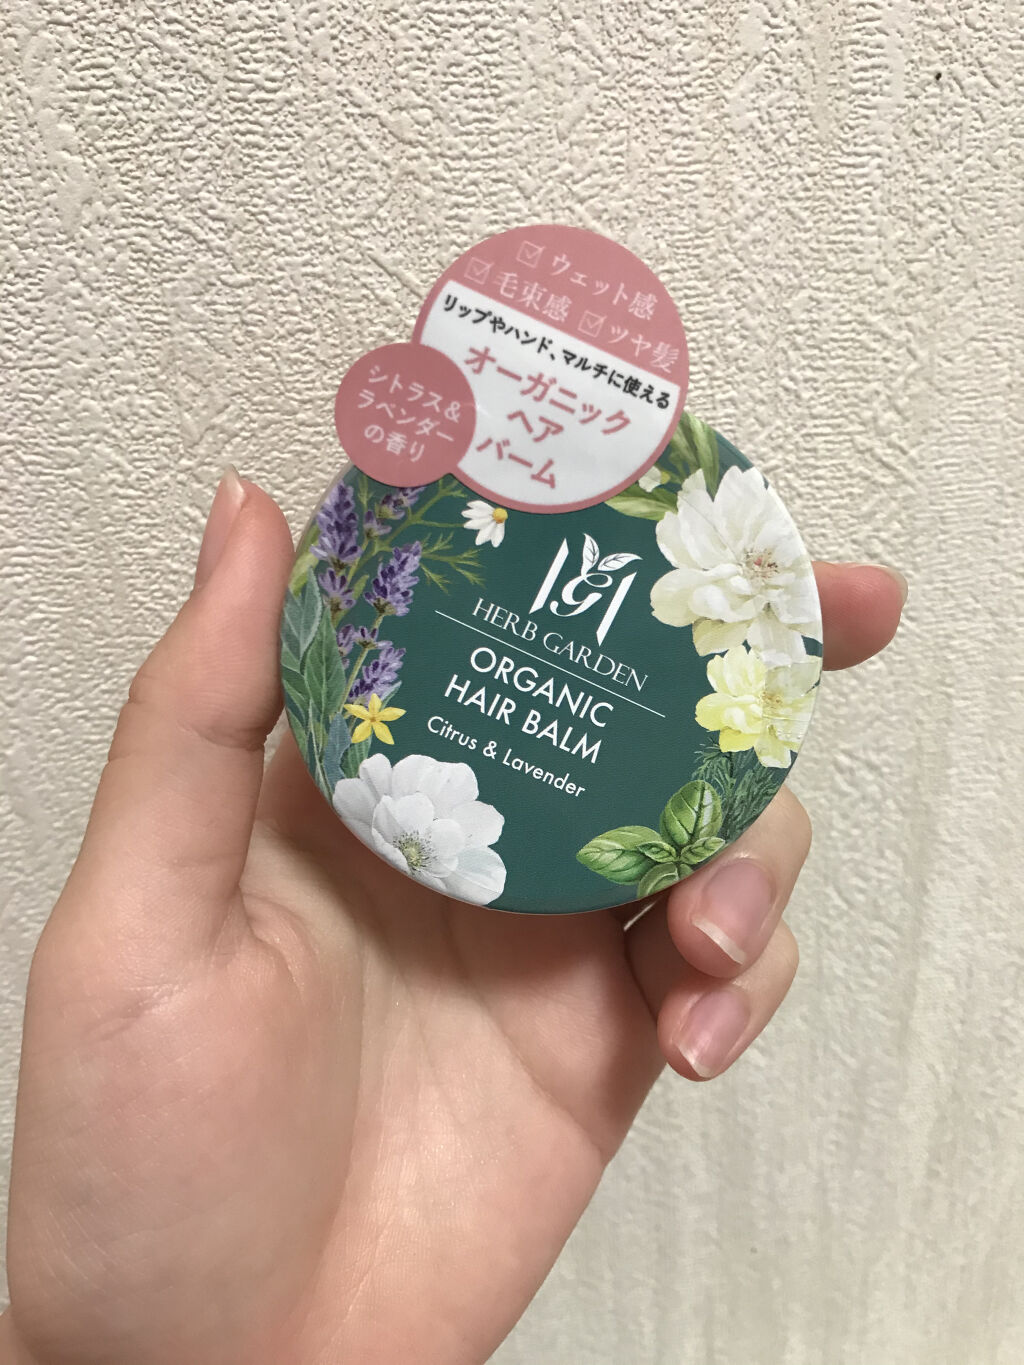 ☑ ウェット感
☑ 毛束感 ☑ ツヤ髪
リップやハンド、マルチに使える
オーガニック
ヘア
バーム
シトラス&
ラベンダー
の香り
HG
HERB GARDEN
ORGANIC
HAIR BALM
Citrus & Lavender